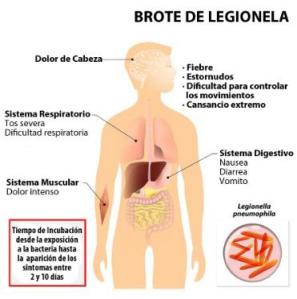 BROTE DE LEGIONELA
Dolor de Cabeza
· Fiebre
· Estornudos
· Dificultad para controlar
los movimientos
· Cansancio extremo
Sistema Respiratorio
Tos severa
Dificultad respiratoria
Sistema Digestivo
Nausea
Diarrea
Vomito
Sistema Muscular
Dolor intenso
Tiempo de Incubación
desde la exposición
a la bacteria hasta
la aparición de los
sintomas entre
2 y 10 días
Legionella
pneumophila